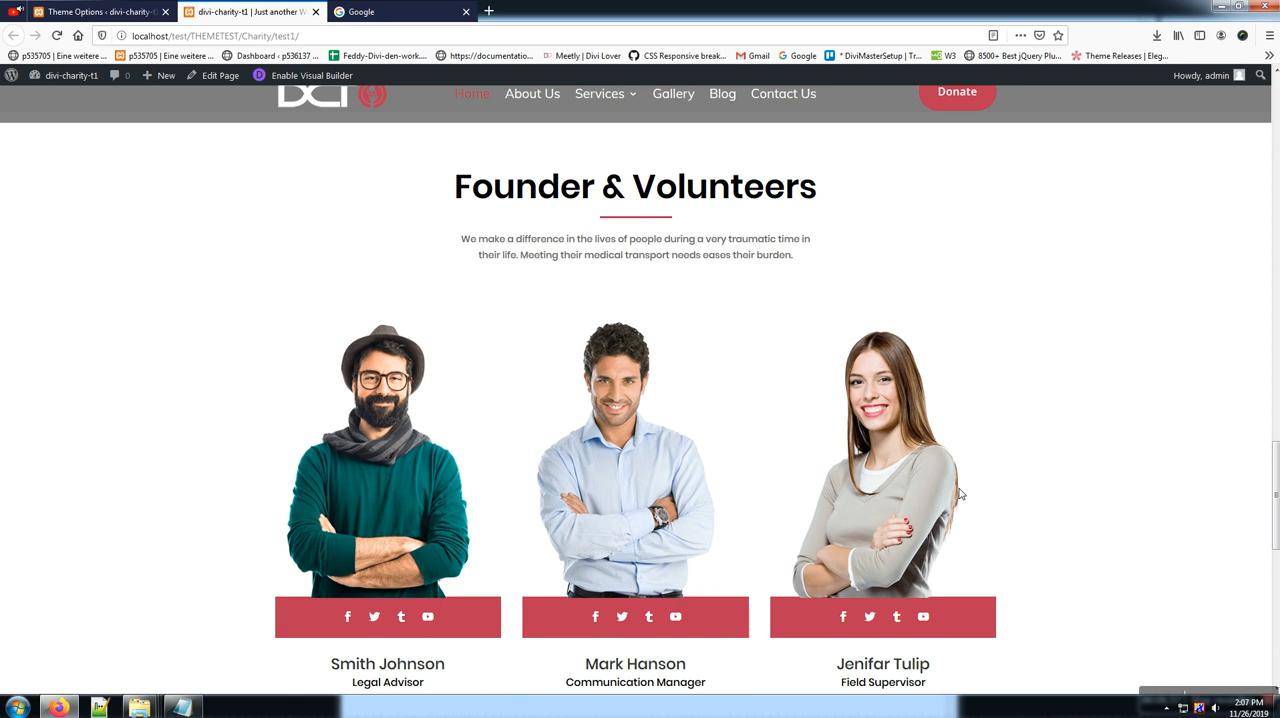 Theme Options ‹ divi-charity-t1
divi-charity-t1 | Just another W
Google
localhost/test/THEMETEST/Charity/test1/
p535705 | Eine weitere ...
p535705 | Eine weitere ...
Dashboard ‹ p536137 ...
Feddy-Divi-den-work....
https://documentatio...
Meetly | Divi Lover
CSS Responsive break...
Gmail
Google
* DiviMasterSetup | Tr...
W3
8500+ Best jQuery Plu...
Theme Releases | Eleg...
divi-charity-t1
0
New
Edit Page
Enable Visual Builder
Howdy, admin
DCI
Home
About Us
Services
Gallery
Blog
Contact Us
Donate
Founder & Volunteers
We make a difference in the lives of people during a very traumatic time in
their life. Meeting their medical transport needs eases their burden.
Smith Johnson
Legal Advisor
Mark Hanson
Communication Manager
Jenifar Tulip
Field Supervisor
2:07 PM
11/26/2019